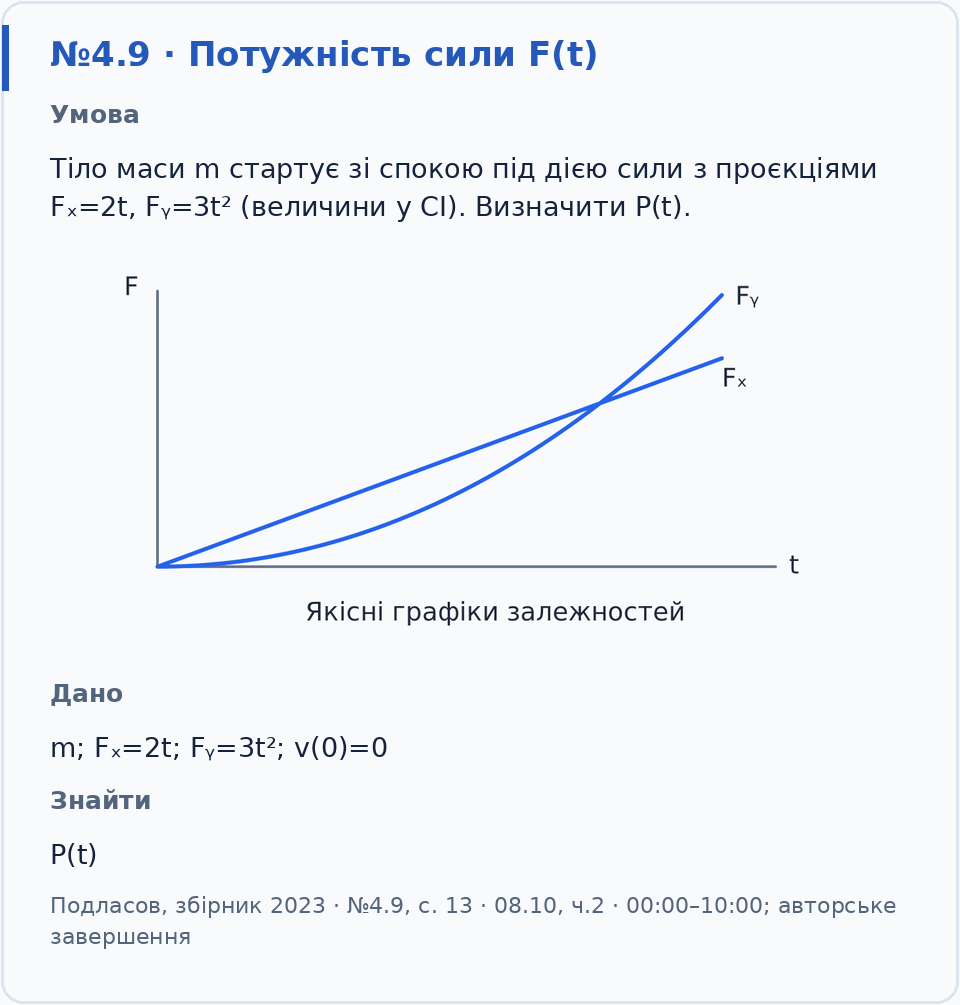 №4.9 · Потужність сили F(t)
Умова
Тіло маси m стартує зі спокою під дією сили з проєкціями
Fₓ=2t, Fᵧ=3t² (величини у СІ). Визначити P(t).
F
Fᵧ
Fₓ
t
Якісні графіки залежностей
Дано
m; Fₓ=2t; Fᵧ=3t²; v(0)=0
Знайти
P(t)
Подласов, збірник 2023 · №4.9, с. 13 · 08.10, ч.2 · 00:00–10:00; авторське
завершення